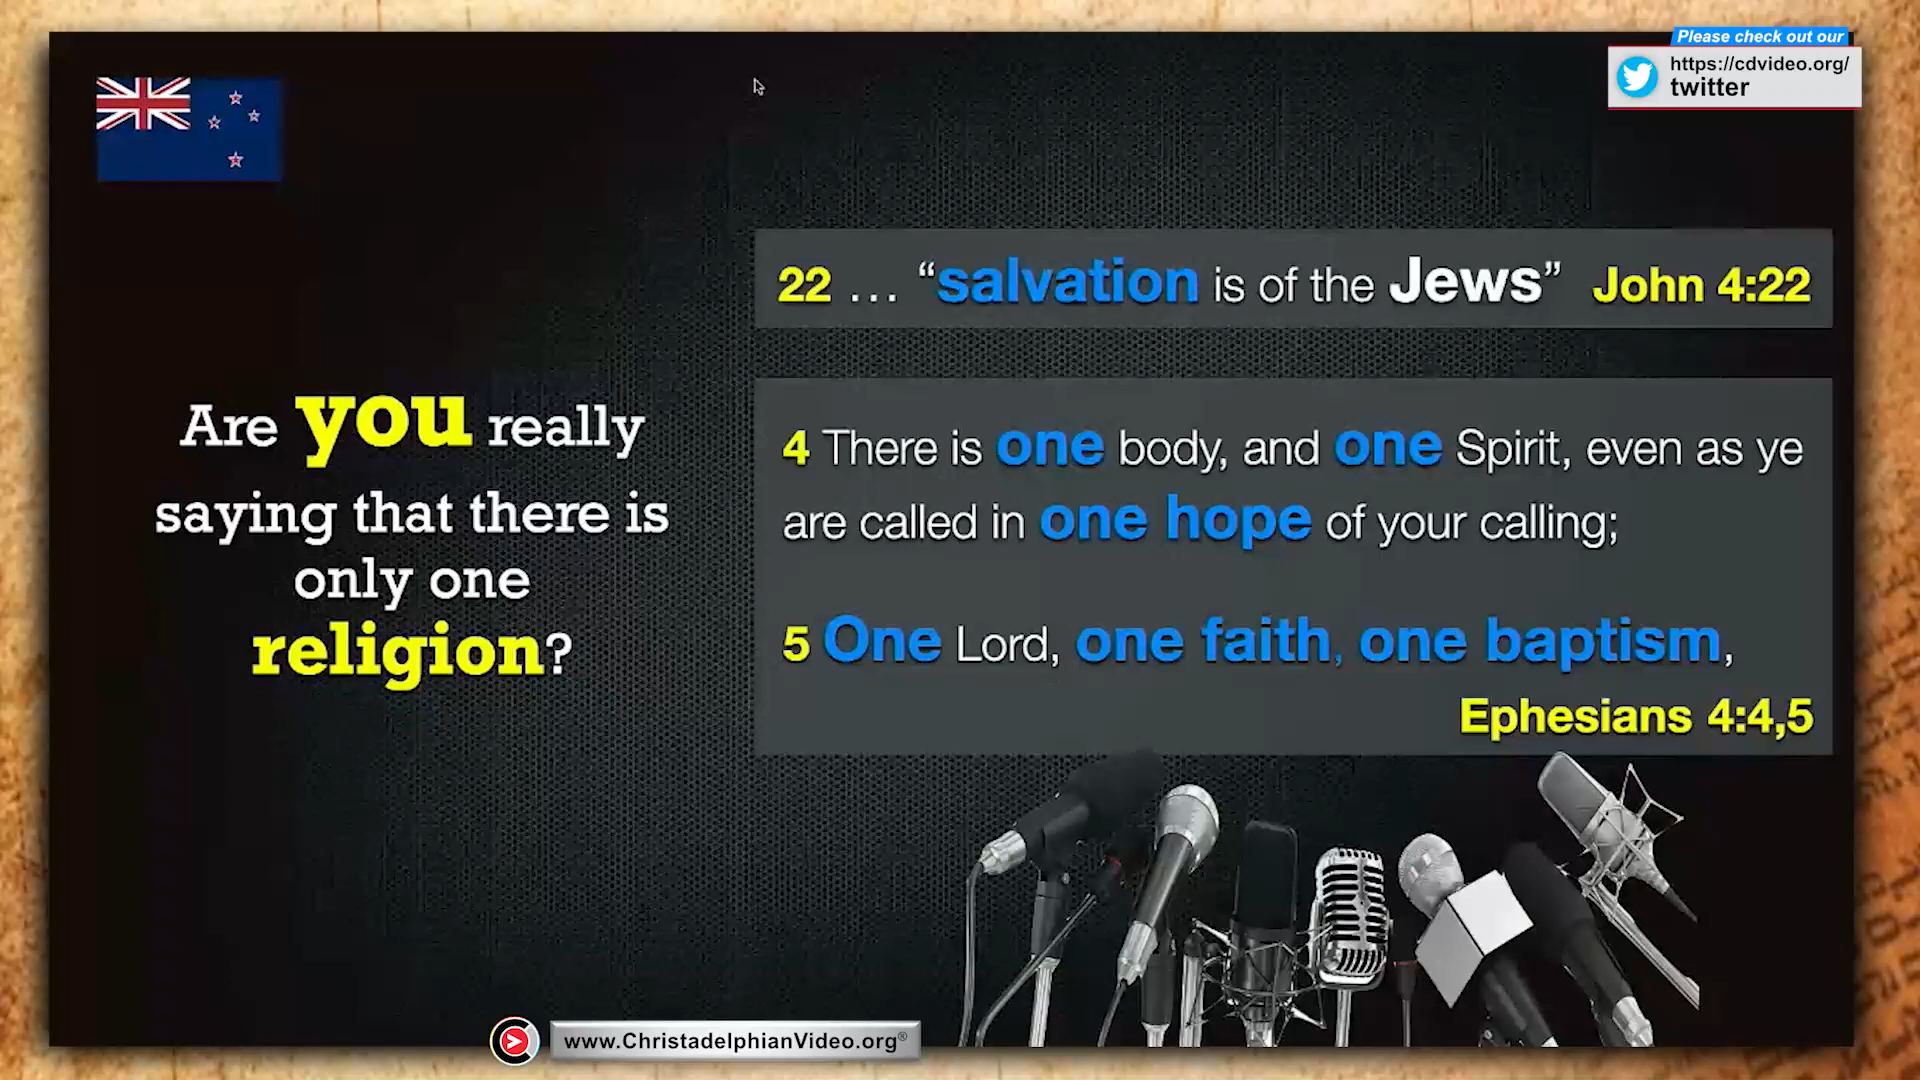 Please check out our
https://cdvideo.org/
twitter
Are you really
saying that there is
only one
religion?
22 … “salvation is of the Jews” John 4:22
4 There is one body, and one Spirit, even as ye
are called in one hope of your calling;
5 One Lord, one faith, one baptism,
Ephesians 4:4,5
www.ChristadelphianVideo.org®